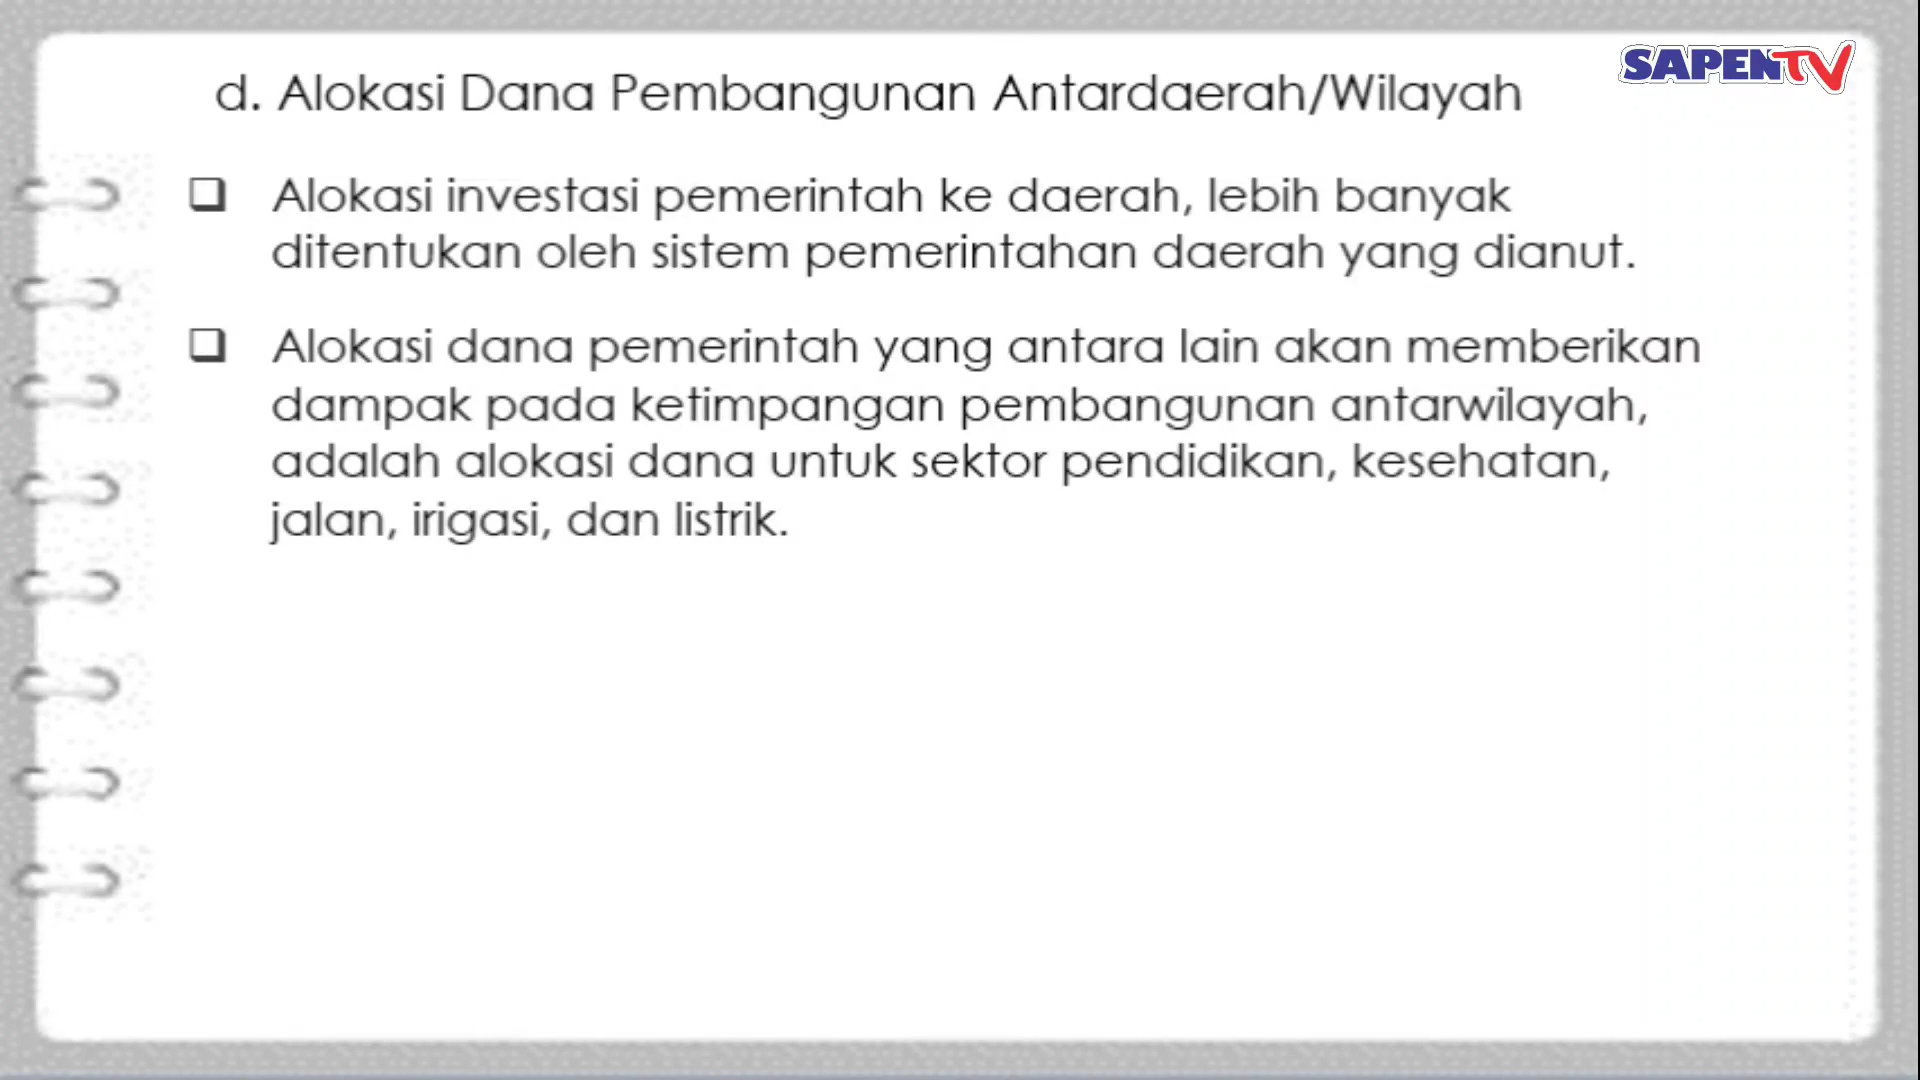 SAPENTV
d. Alokasi Dana Pembangunan Antardaerah/Wilayah
❑ Alokasi investasi pemerintah ke daerah, lebih banyak
ditentukan oleh sistem pemerintahan daerah yang dianut.
❑ Alokasi dana pemerintah yang antara lain akan memberikan
dampak pada ketimpangan pembangunan antarwilayah,
adalah alokasi dana untuk sektor pendidikan, kesehatan,
jalan, irigasi, dan listrik.